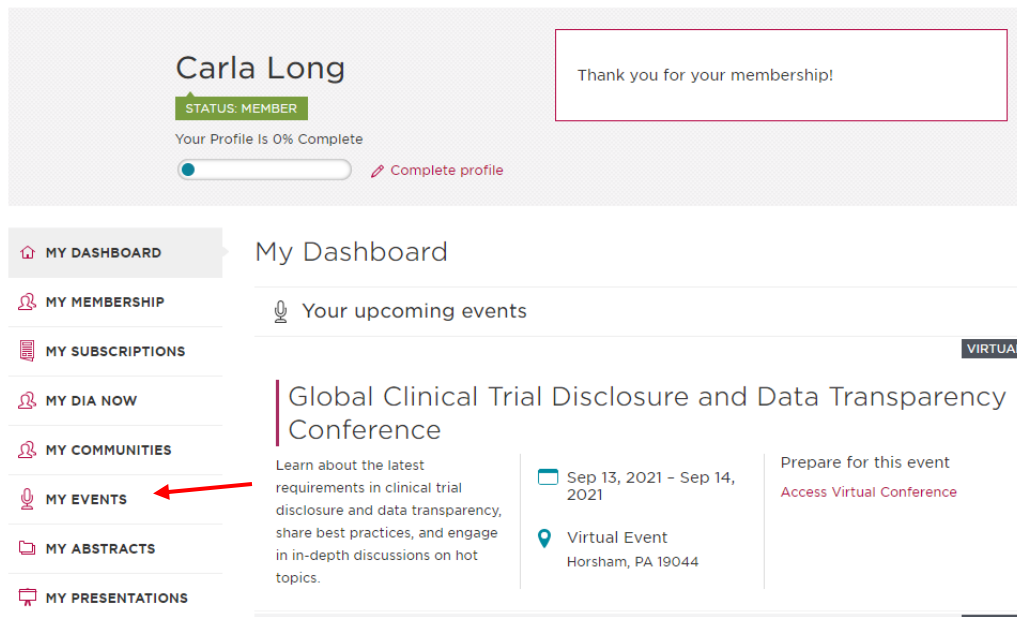 Carla Long
STATUS: MEMBER
Your Profile Is 0% Complete
Complete profile
Thank you for your membership!
MY DASHBOARD
MY MEMBERSHIP
MY SUBSCRIPTIONS
MY DIA NOW
MY COMMUNITIES
MY EVENTS
MY ABSTRACTS
MY PRESENTATIONS
My Dashboard
Your upcoming events
VIRTUAL
Global Clinical Trial Disclosure and Data Transparency
Conference
Learn about the latest
requirements in clinical trial
disclosure and data transparency,
share best practices, and engage
in in-depth discussions on hot
topics.
Sep 13, 2021 – Sep 14,
2021
Virtual Event
Horsham, PA 19044
Prepare for this event
Access Virtual Conference